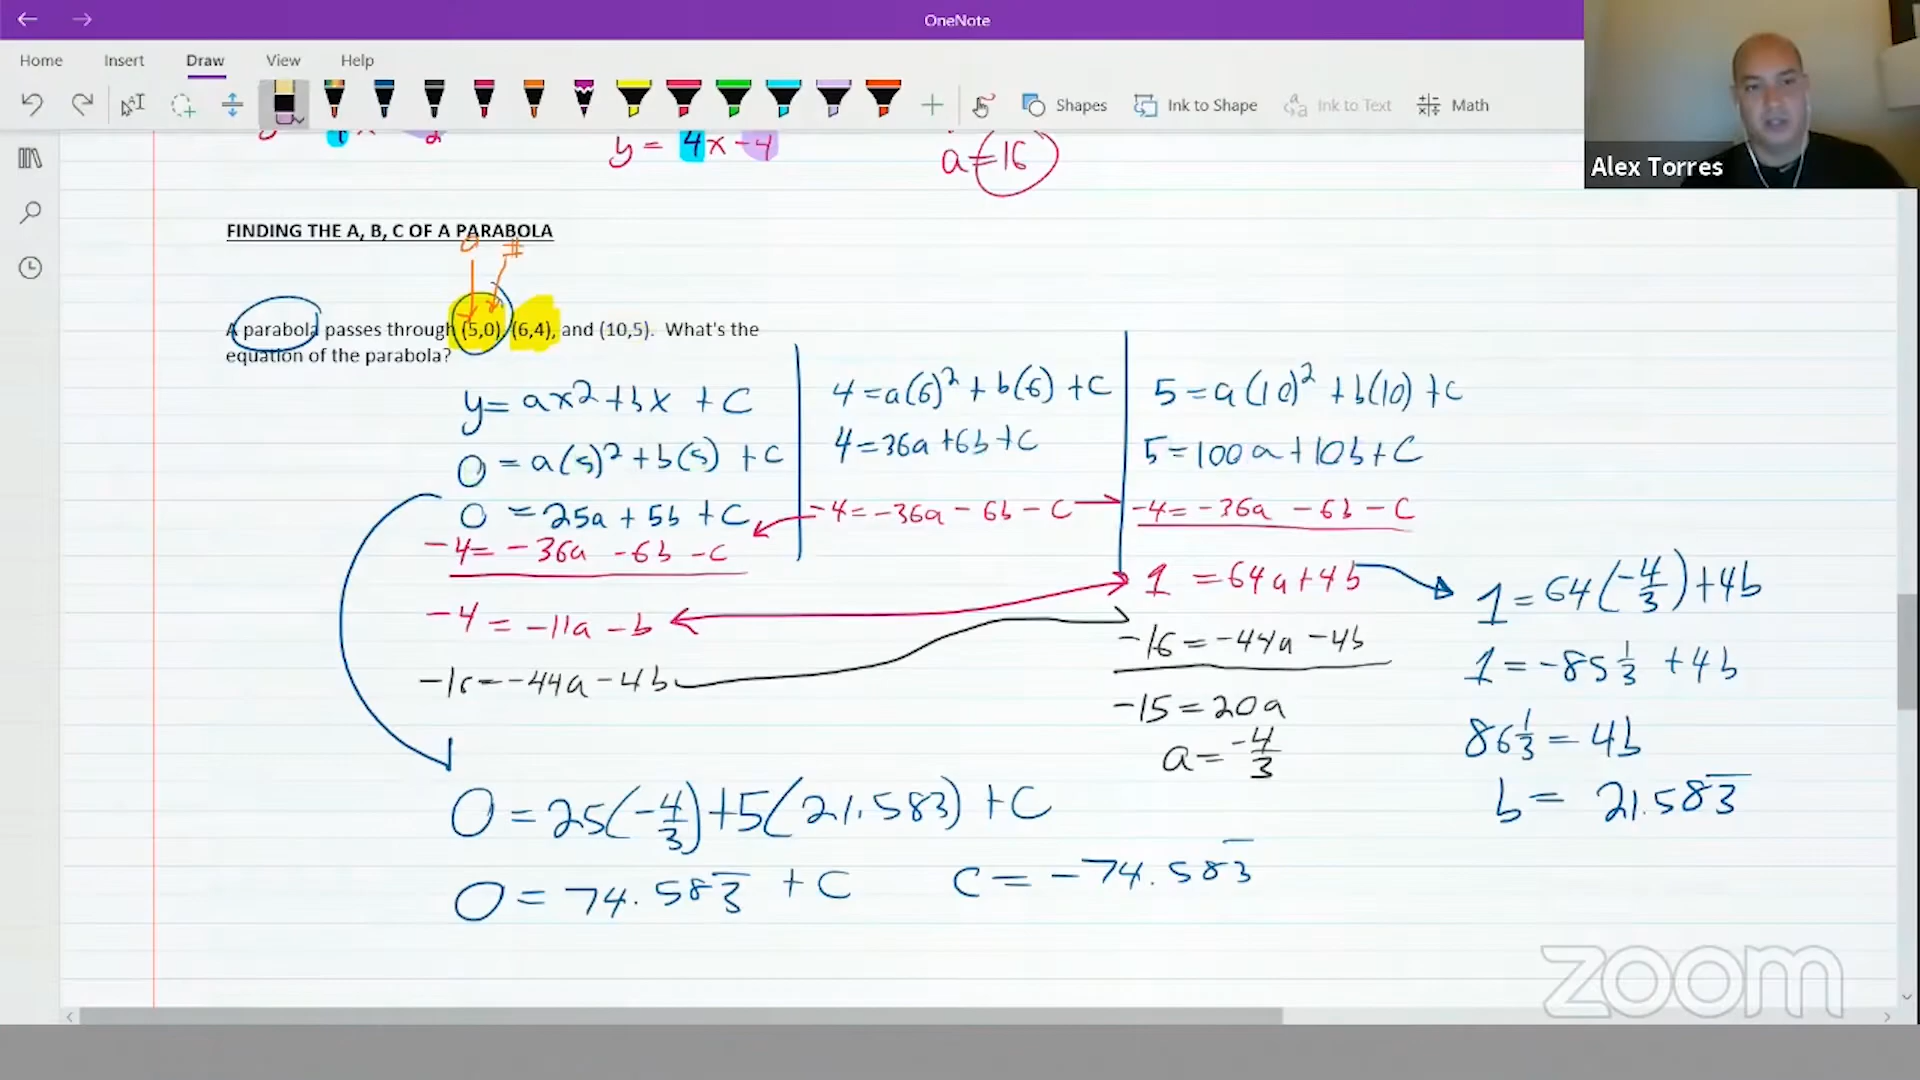 OneNote
Home Insert Draw View Help
Shapes Ink to Shape Ink to Text Math
Alex Torres
y = 4x-4
a=16
FINDING THE A, B, C OF A PARABOLA
A parabola passes through (5,0), (6,4), and (10,5). What's the
equation of the parabola?
y= ax2+bx +C
0 = a(5)2+b(5) +C
0 = 25a + 5b +C
-4= -36a -6b -C
-4 = -11a -b
-16=-44a-4b
4=a(6)2+b(6)+C
4=36a+6b+C
-4=-36a-6b-C
5=a(10)2+b(10)+C
5=100a+10b+C
-4=-36a -6b-C
1 =64a+4b
-16=-44a-4b
-15=20a
a=-4/3
1=64(-4/3)+4b
1=-85 1/3 +4b
86 1/3 = 4b
b= 21.583̅
0=25(-4/3)+5(21.583)+C
0= 74.583̅ +C C=-74.583̅
zoom